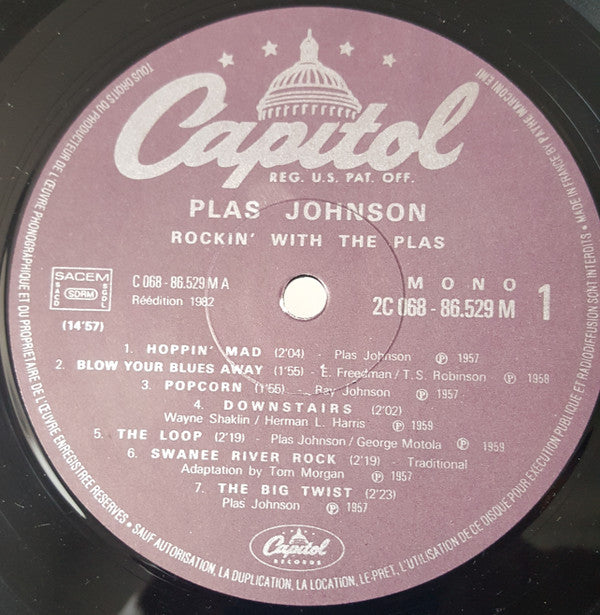 Capitol
REG. U.S. PAT. OFF.
PLAS JOHNSON
ROCKIN' WITH THE PLAS
SACEM
SACD SDRM SGDL
C 068 - 86.529 M A
Réédition 1982
MONO
2C 068 - 86.529 M
1
(14'57)
1. HOPPIN' MAD (2'04) - Plas Johnson ℗ 1957
2. BLOW YOUR BLUES AWAY (1'55) - E. Freedman / T.S. Robinson ℗ 1958
3. POPCORN (1'55) - Ray Johnson ℗ 1957
4. DOWNSTAIRS (2'02)
Wayne Shaklin / Herman L. Harris ℗ 1959
5. THE LOOP (2'19) - Plas Johnson / George Motola ℗ 1959
6. SWANEE RIVER ROCK (2'19) - Traditional
Adaptation by Tom Morgan ℗ 1957
7. THE BIG TWIST (2'23)
Plas Johnson ℗ 1957
Capitol
RECORDS
TOUS DROITS DU PRODUCTEUR DE L'ŒUVRE PHONOGRAPHIQUE ET DU PROPRIETAIRE DE L'ŒUVRE ENREGISTREE RESERVES • SAUF AUTORISATION, LA DUPLICATION, LA LOCATION, LE PRET, L'UTILISATION DE CE DISQUE POUR EXECUTION PUBLIQUE ET RADIODIFFUSION SONT INTERDITES • MADE IN FRANCE BY PATHE MARCONI EMI